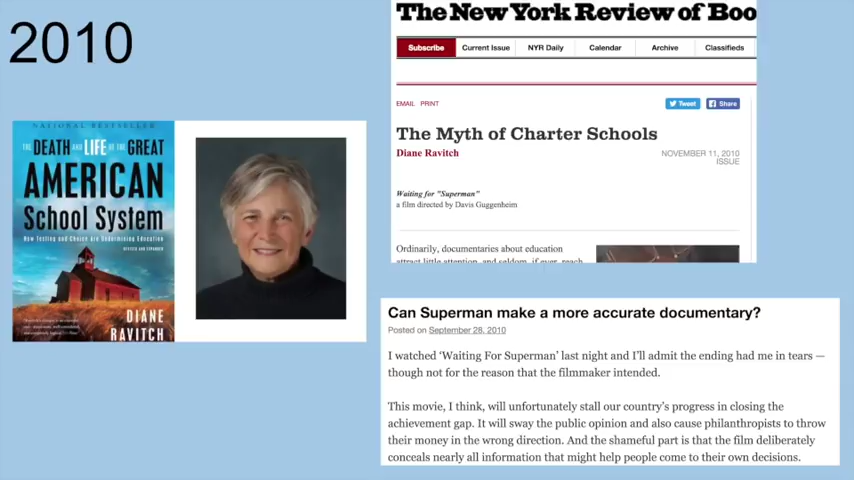 2010
NATIONAL BESTSELLER
THE DEATH AND LIFE OF THE GREAT
AMERICAN
School System
How Testing and Choice Are Undermining Education
REVISED AND EXPANDED
DIANE
RAVITCH
The New York Review of Boo
Subscribe Current Issue NYR Daily Calendar Archive Classifieds
EMAIL PRINT Tweet Share
The Myth of Charter Schools
Diane Ravitch NOVEMBER 11, 2010
ISSUE
Waiting for "Superman"
a film directed by Davis Guggenheim
Ordinarily, documentaries about education
attract little attention, and seldom, if ever, reach
Can Superman make a more accurate documentary?
Posted on September 28, 2010
I watched ‘Waiting For Superman’ last night and I’ll admit the ending had me in tears —
though not for the reason that the filmmaker intended.
This movie, I think, will unfortunately stall our country’s progress in closing the
achievement gap. It will sway the public opinion and also cause philanthropists to throw
their money in the wrong direction. And the shameful part is that the film deliberately
conceals nearly all information that might help people come to their own decisions.